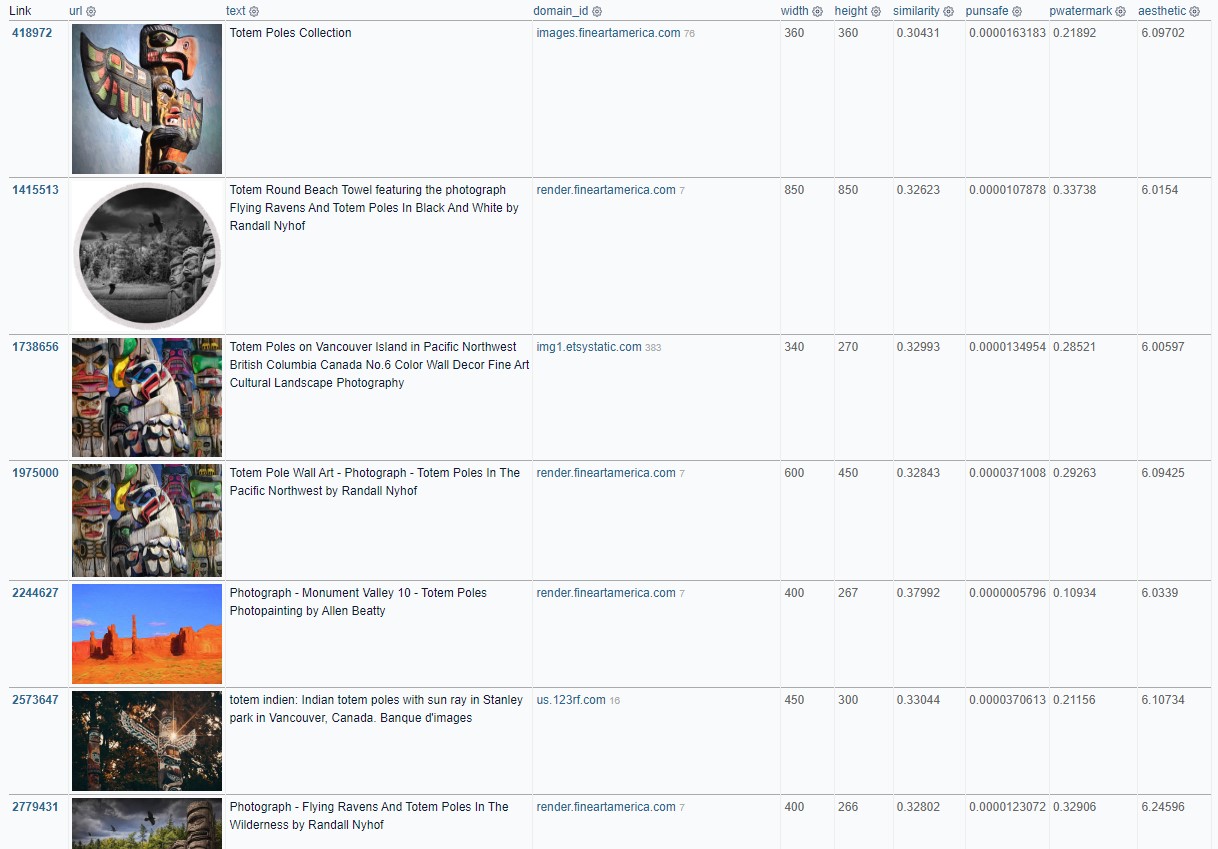 Link url text domain_id width height similarity punsafe pwatermark aesthetic
418972 Totem Poles Collection images.fineartamerica.com 76 360 360 0.30431 0.0000163183 0.21892 6.09702
1415513 Totem Round Beach Towel featuring the photograph render.fineartamerica.com 7 850 850 0.32623 0.0000107878 0.33738 6.0154
Flying Ravens And Totem Poles In Black And White by
Randall Nyhof
1738656 Totem Poles on Vancouver Island in Pacific Northwest img1.etsystatic.com 383 340 270 0.32993 0.0000134954 0.28521 6.00597
British Columbia Canada No.6 Color Wall Decor Fine Art
Cultural Landscape Photography
1975000 Totem Pole Wall Art - Photograph - Totem Poles In The render.fineartamerica.com 7 600 450 0.32843 0.0000371008 0.29263 6.09425
Pacific Northwest by Randall Nyhof
2244627 Photograph - Monument Valley 10 - Totem Poles render.fineartamerica.com 7 400 267 0.37992 0.0000005796 0.10934 6.0339
Photopainting by Allen Beatty
2573647 totem indien: Indian totem poles with sun ray in Stanley us.123rf.com 16 450 300 0.33044 0.0000370613 0.21156 6.10734
park in Vancouver, Canada. Banque d'images
2779431 Photograph - Flying Ravens And Totem Poles In The render.fineartamerica.com 7 400 266 0.32802 0.0000123072 0.32906 6.24596
Wilderness by Randall Nyhof